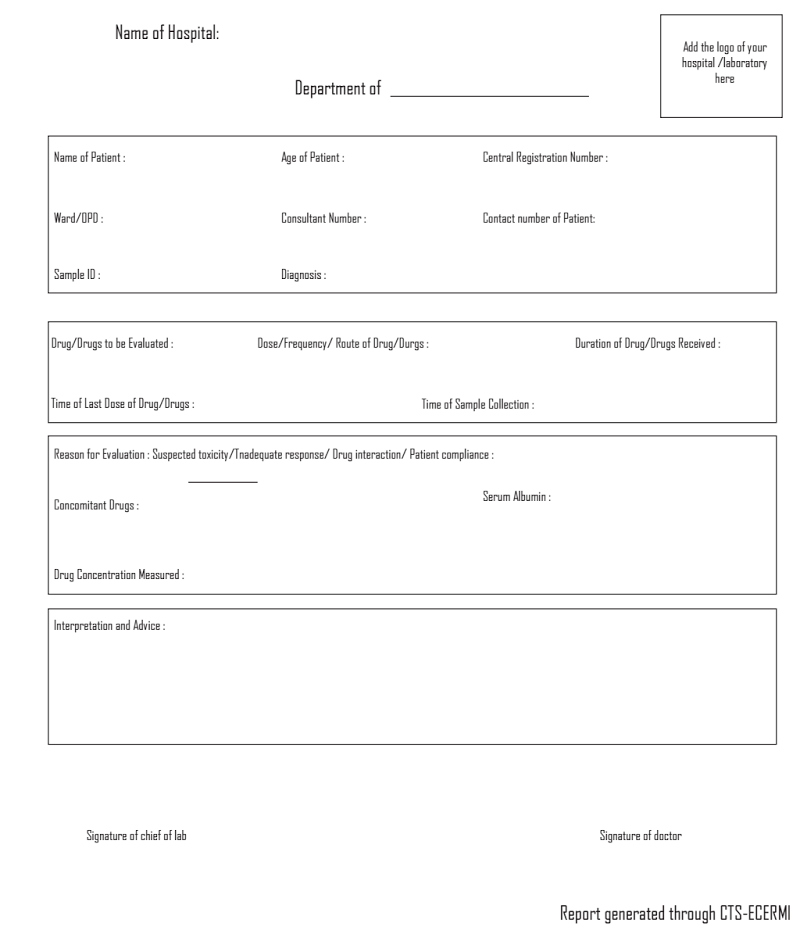 Name of Hospital:
Add the logo of your
hospital /laboratory
here
Department of
Name of Patient : Age of Patient : Central Registration Number :
Ward/OPD : Consultant Number : Contact number of Patient:
Sample ID : Diagnosis :
Drug/Drugs to be Evaluated : Dose/Frequency/ Route of Drug/Durgs : Duration of Drug/Drugs Received :
Time of Last Dose of Drug/Drugs : Time of Sample Collection :
Reason for Evaluation : Suspected toxicity/Tnadequate response/ Drug interaction/ Patient compliance :
Serum Albumin :
Concomitant Drugs :
Drug Concentration Measured :
Interpretation and Advice :
Signature of chief of lab Signature of doctor
Report generated through CTS-ECERMI